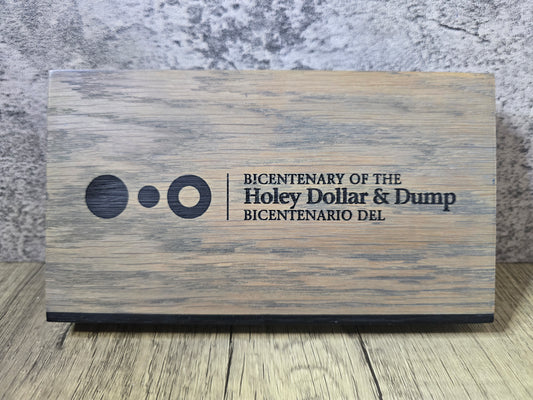 BICENTENARY OF THE
Holey Dollar & Dump
BICENTENARIO DEL